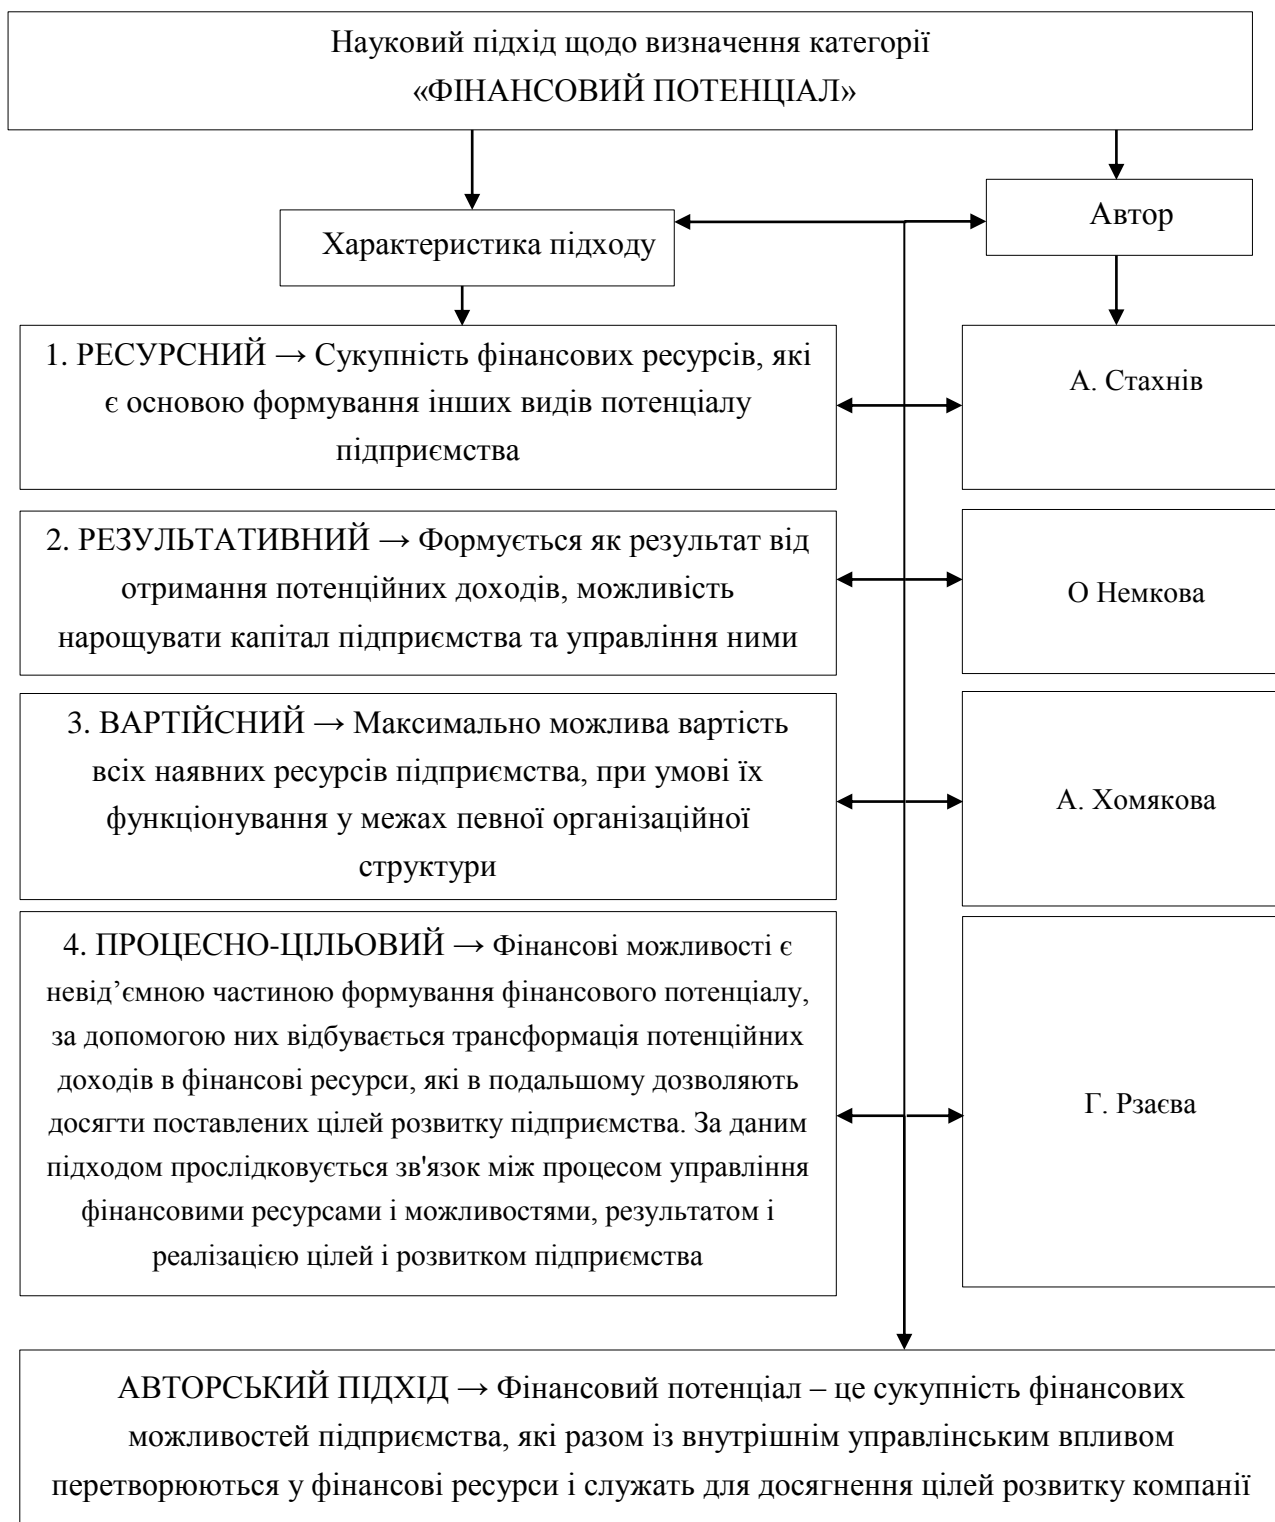 Науковий підхід щодо визначення категорії
«ФІНАНСОВИЙ ПОТЕНЦІАЛ»
Автор
Характеристика підходу
1. РЕСУРСНИЙ → Сукупність фінансових ресурсів, які
є основою формування інших видів потенціалу
підприємства
А. Стахнів
2. РЕЗУЛЬТАТИВНИЙ → Формується як результат від
отримання потенційних доходів, можливість
нарощувати капітал підприємства та управління ними
О Немкова
3. ВАРТІЙСНИЙ → Максимально можлива вартість
всіх наявних ресурсів підприємства, при умові їх
функціонування у межах певної організаційної
структури
А. Хомякова
4. ПРОЦЕСНО-ЦІЛЬОВИЙ → Фінансові можливості є
невід’ємною частиною формування фінансового потенціалу,
за допомогою них відбувається трансформація потенційних
доходів в фінансові ресурси, які в подальшому дозволяють
досягти поставлених цілей розвитку підприємства. За даним
підходом прослідковується зв'язок між процесом управління
фінансовими ресурсами і можливостями, результатом і
реалізацією цілей і розвитком підприємства
Г. Рзаєва
АВТОРСЬКИЙ ПІДХІД → Фінансовий потенціал – це сукупність фінансових
можливостей підприємства, які разом із внутрішнім управлінським впливом
перетворюються у фінансові ресурси і служать для досягнення цілей розвитку компанії